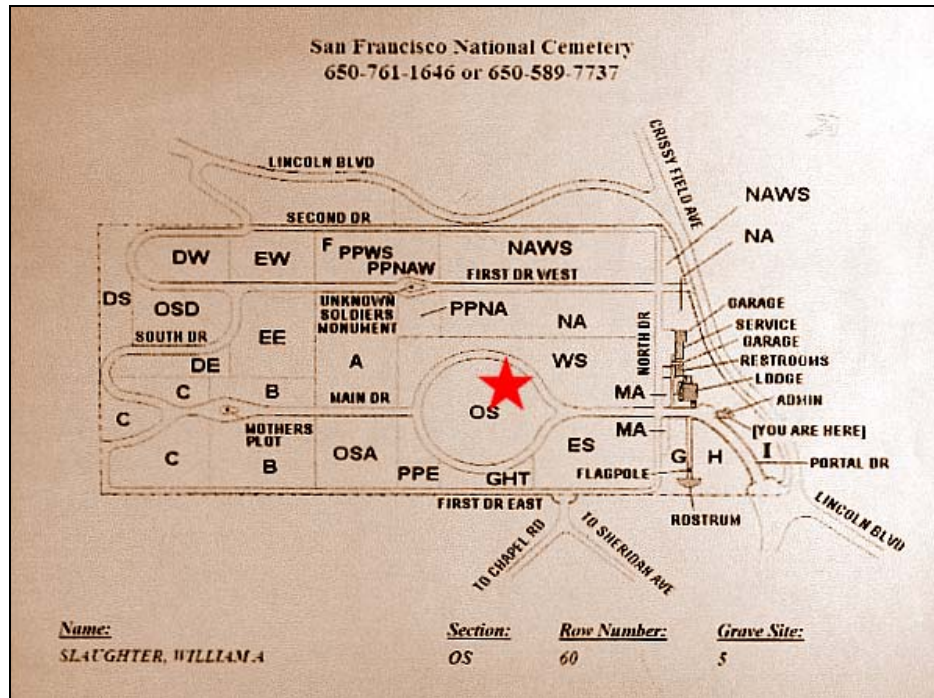 San Francisco National Cemetery
650-761-1646 or 650-589-7737
LINCOLN BLVD
CRISSY FIELD AVE
NAWS
SECOND DR
NA
F
DW
EW
PPWS
NAWS
PPNAW
FIRST DR WEST
DS
OSD
UNKNOWN
SOLDIERS
MONUMENT
PPNA
NA
NORTH DR
GARAGE
SERVICE
GARAGE
RESTROOMS
LODGE
ADMIN
[YOU ARE HERE]
SOUTH DR
EE
DE
A
WS
C
B
MAIN DR
OS
MA
C
MOTHERS
PLOT
MA
C
B
OSA
PPE
GHT
ES
G
H
I
PORTAL DR
FLAGPOLE
FIRST DR EAST
ROSTRUM
LINCOLN BLVD
TO CHAPEL RD
TO SHERIDAN AVE
Name:
Section:
Row Number:
Grave Site:
SLAUGHTER, WILLIAM A
OS
60
5